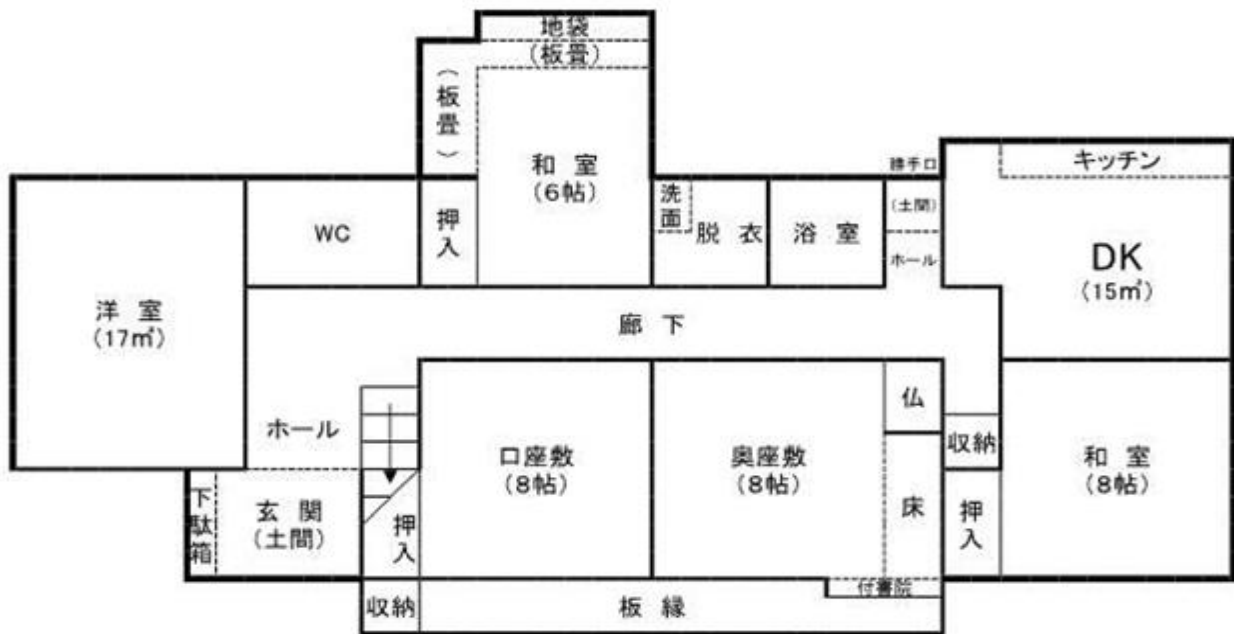 地袋
(板畳)
(板畳)
和室
(6帖)
押入
洋室
(17㎡)
WC
洗面
脱衣
浴室
勝手口
(土間)
ホール
キッチン
DK
(15㎡)
廊下
ホール
口座敷
(8帖)
奥座敷
(8帖)
仏
床
収納
押入
和室
(8帖)
下駄箱
玄関
(土間)
押入
収納
板縁
付書院